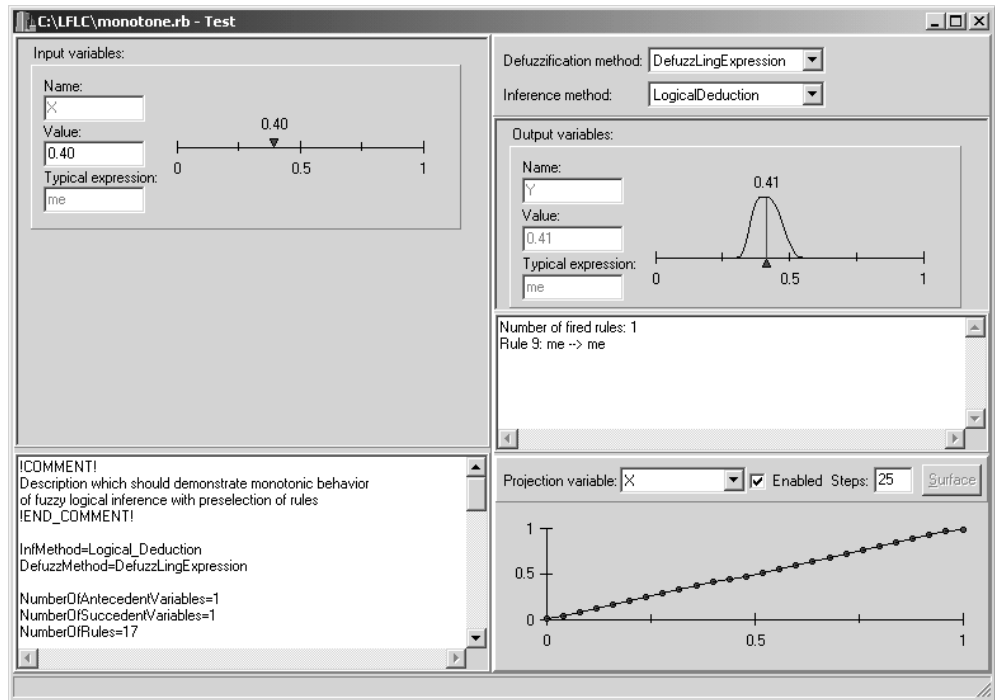 C:\LFLC\monotone.rb - Test
Input variables:
Name:
X
Value:
0.40
Typical expression:
me
0.40
0 0.5 1
Defuzzification method: DefuzzLingExpression
Inference method: LogicalDeduction
Output variables:
Name:
Y
Value:
0.41
Typical expression:
me
0.41
0 0.5 1
Number of fired rules: 1
Rule 9: me --> me
!COMMENT!
Description which should demonstrate monotonic behavior
of fuzzy logical inference with preselection of rules
!END_COMMENT!
InfMethod=Logical_Deduction
DefuzzMethod=DefuzzLingExpression
NumberOfAntecedentVariables=1
NumberOfSuccedentVariables=1
NumberOfRules=17
Projection variable: X Enabled Steps: 25 Surface
1
0.5
0
0 0.5 1